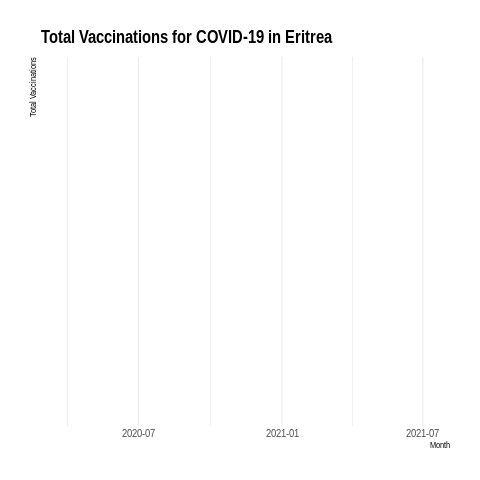 Total Vaccinations for COVID-19 in Eritrea
Total Vaccinations
2020-07
2021-01
2021-07
Month